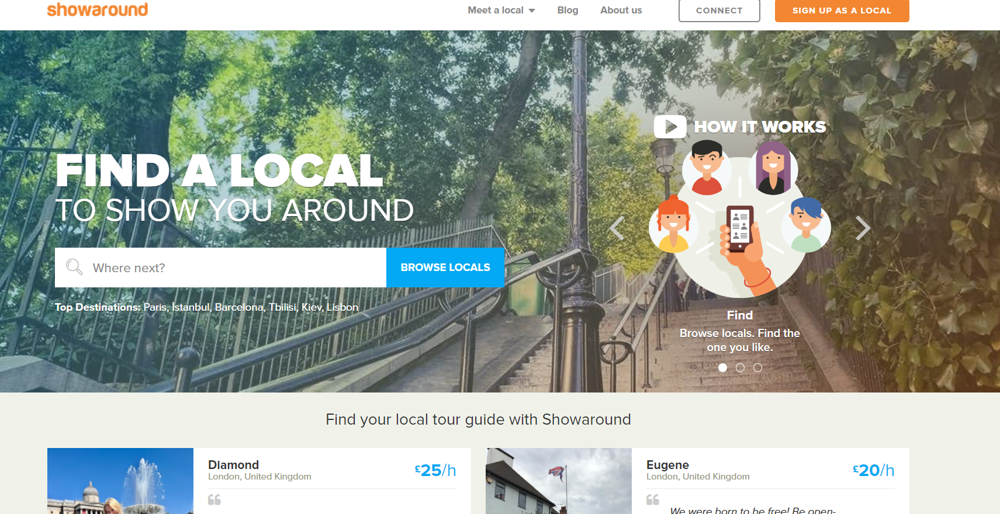 showaround
Meet a local
Blog
About us
CONNECT
SIGN UP AS A LOCAL
HOW IT WORKS
FIND A LOCAL
TO SHOW YOU AROUND
Where next?
BROWSE LOCALS
Top Destinations: Paris, İstanbul, Barcelona, Tbilisi, Kiev, Lisbon
Find
Browse locals. Find the
one you like.
Find your local tour guide with Showaround
DIamond
London, United Kingdom
£25/h
Eugene
London, United Kingdom
£20/h
We were born to be free! Be open-